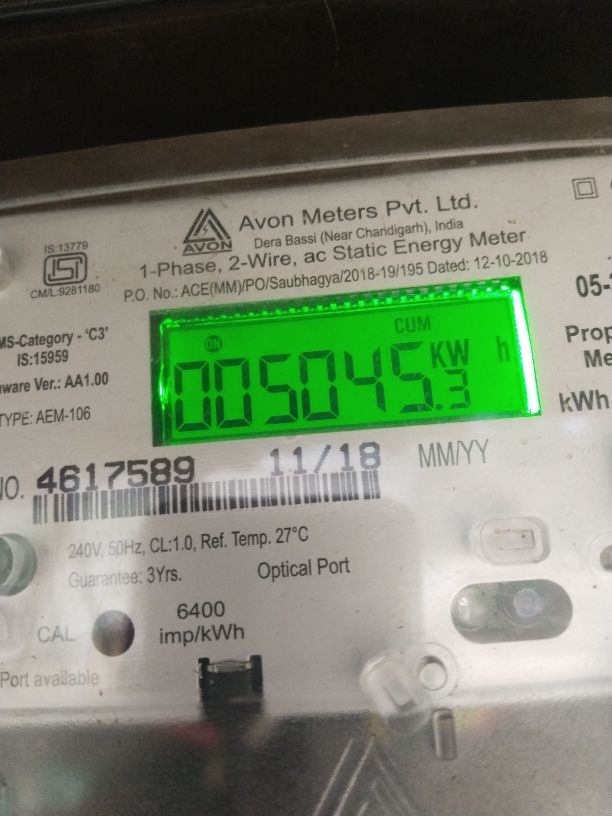 Avon Meters Pvt. Ltd.
AVON
Dera Bassi (Near Chandigarh), India
1-Phase, 2-Wire, ac Static Energy Meter
P.O. No.: ACE(MM)/PO/Saubhagya/2018-19/195 Dated: 12-10-2018
IS:13779
ISI
CM/L:9281180
MS-Category - 'C3'
IS:15959
ware Ver.: AA1.00
TYPE: AEM-106
ON
CUM
005045.3 KW h
05-
Prop
Me
kWh
NO. 4617589 11/18 MM/YY
240V, 50Hz, CL:1.0, Ref. Temp. 27°C
Guarantee: 3Yrs.
Optical Port
CAL
6400
imp/kWh
Port available